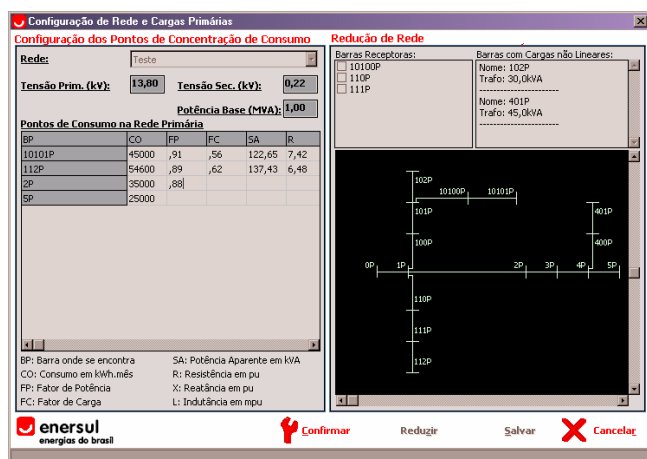 Configuração de Rede e Cargas Primárias
Configuração dos Pontos de Concentração de Consumo
Rede: Teste
Tensão Prim. (kV): 13,80 Tensão Sec. (kV): 0,22
Potência Base (MVA): 1,00
Pontos de Consumo na Rede Primária
BP CO FP FC SA R
10101P 45000 ,91 ,56 122,65 7,42
112P 54600 ,89 ,62 137,43 6,48
2P 35000 ,88
5P 25000
BP: Barra onde se encontra
CO: Consumo em kWh.mês
FP: Fator de Potência
FC: Fator de Carga
SA: Potência Aparente em kVA
R: Resistência em pu
X: Reatância em pu
L: Indutância em mpu
Redução de Rede
Barras Receptoras:
10100P
110P
111P
Barras com Cargas não Lineares:
Nome: 102P
Trafo: 30,0kVA
-----------------------
Nome: 401P
Trafo: 45,0kVA
-----------------------
102P
10100P 10101P
101P 401P
100P 400P
0P 1P 2P 3P 4P 5P
110P
111P
112P
enersul
energias do brasil
Confirmar Reduzir Salvar Cancelar